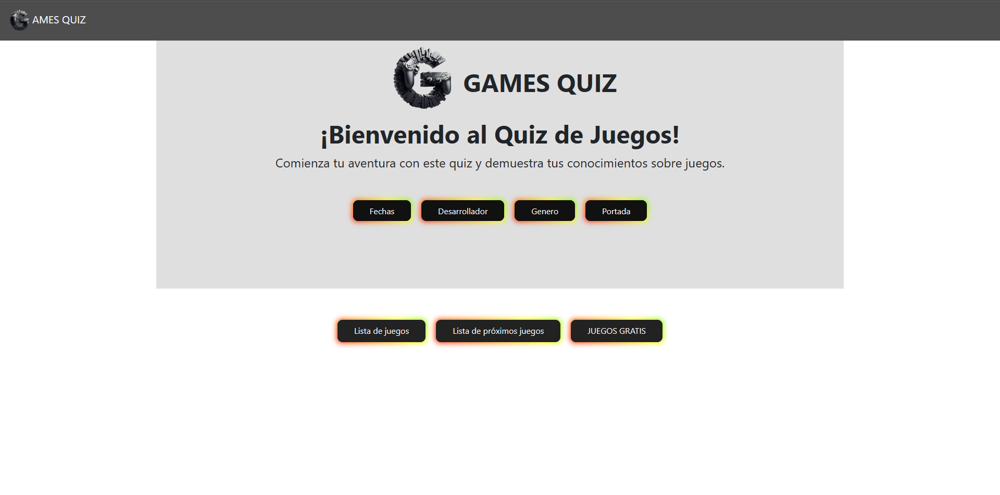 G AMES QUIZ
GAMES QUIZ
¡Bienvenido al Quiz de Juegos!
Comienza tu aventura con este quiz y demuestra tus conocimientos sobre juegos.
Fechas Desarrollador Genero Portada
Lista de juegos Lista de próximos juegos JUEGOS GRATIS